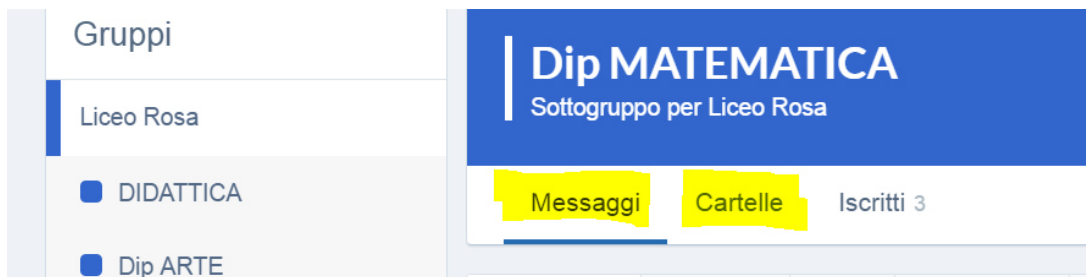 Gruppi
Liceo Rosa
DIDATTICA
Dip ARTE
Dip MATEMATICA
Sottogruppo per Liceo Rosa
Messaggi Cartelle Iscritti 3